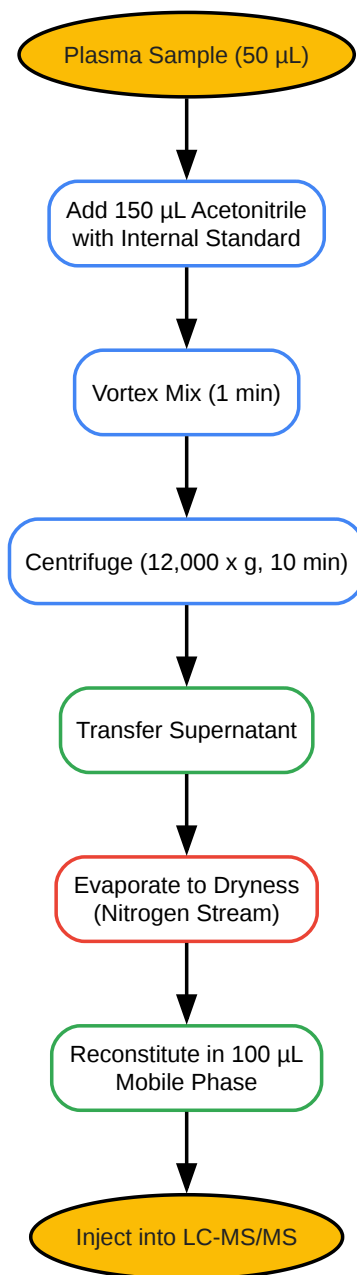 Plasma Sample (50 µL)
Add 150 µL Acetonitrile
with Internal Standard
Vortex Mix (1 min)
Centrifuge (12,000 x g, 10 min)
Transfer Supernatant
Evaporate to Dryness
(Nitrogen Stream)
Reconstitute in 100 µL
Mobile Phase
Inject into LC-MS/MS